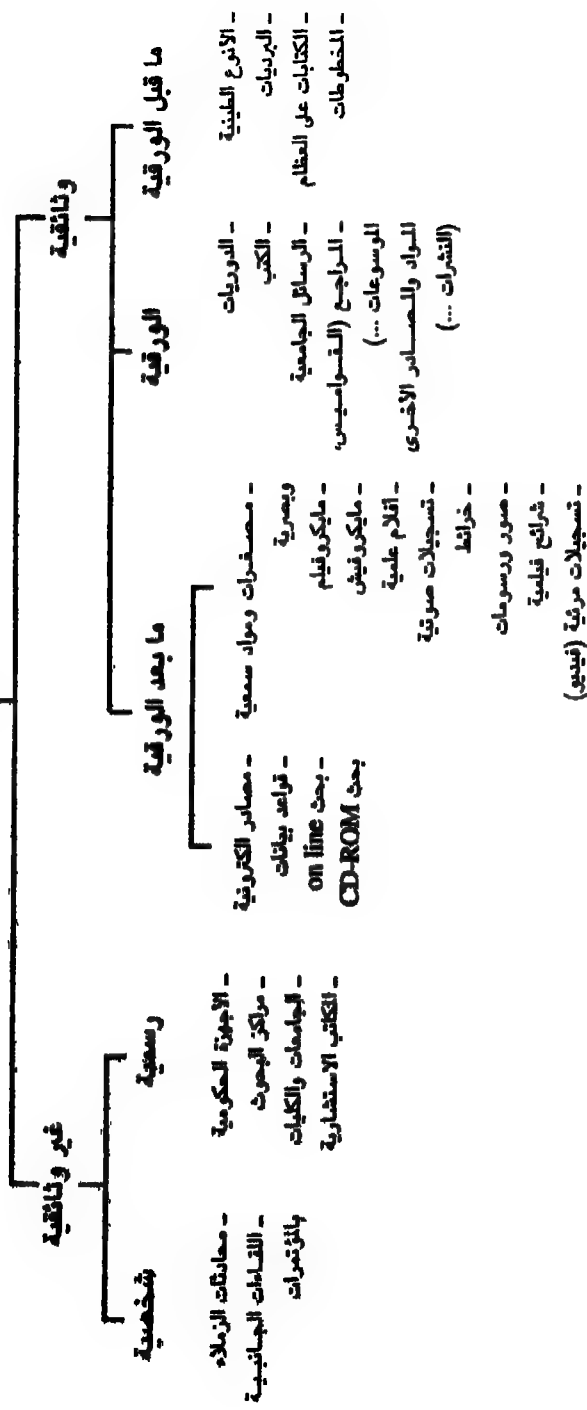 وثائقية
غير وثائقية
ما قبل الورقية
الورقية
ما بعد الورقية
رسمية
شخصية
- الأنوع الطينية
- البرديات
- الكتابات على العظام
- المخطوطات
- الدوريات
- الكتب
- الرسائل الجامعية
- المراجع (القواميس،
الموسوعات ...)
المواد والمصادر الأخرى
(النشرات ...)
- مصغرات ومواد سمعية
وبصرية
- مايكروفيلم
- مايكروفيش
- أفلام علمية
- تسجيلات صوتية
- خرائط
- صور ورسومات
- شرائح فيلمية
- تسجيلات مرئية (فيديو)
- مصادر الكترونية
- قواعد بيانات
- بحث on line
بحث CD-ROM
- الأجهزة الحكومية
- مراكز البحوث
- الجامعات والكليات
- المكاتب الاستشارية
- محادثات الزملاء
- اللقاءات الجانبية
بالمؤتمرات